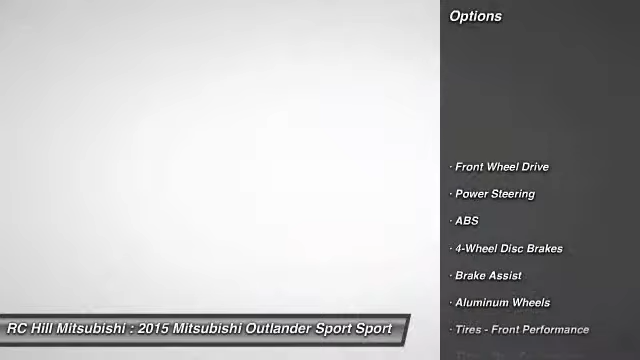 Options
· Front Wheel Drive
· Power Steering
· ABS
· 4-Wheel Disc Brakes
· Brake Assist
· Aluminum Wheels
· Tires - Front Performance
RC Hill Mitsubishi : 2015 Mitsubishi Outlander Sport Sport